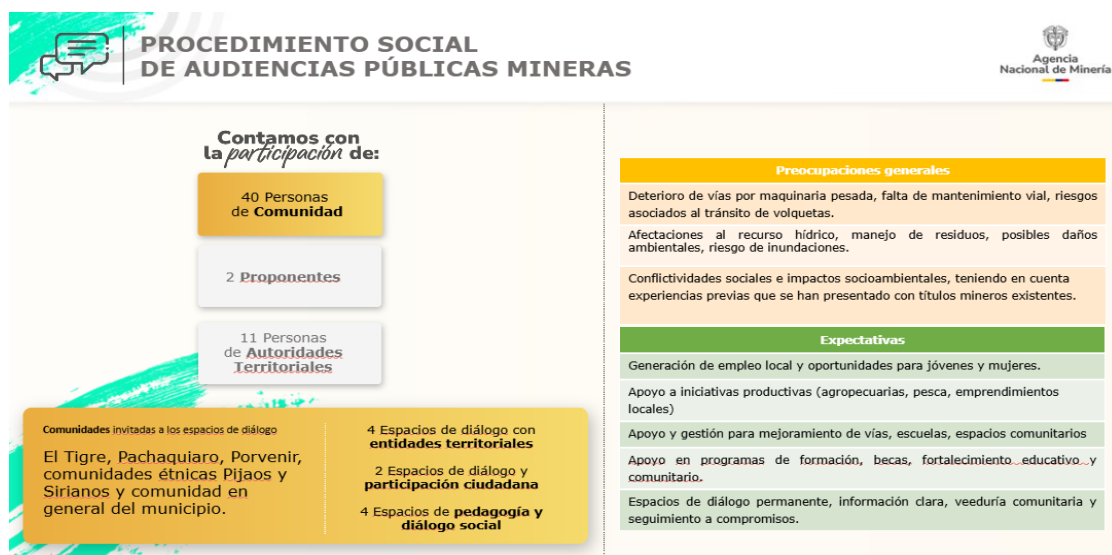 PROCEDIMIENTO SOCIAL
DE AUDIENCIAS PÚBLICAS MINERAS
Agencia
Nacional de Minería
Contamos con
la participación de:
40 Personas
de Comunidad
2 Proponentes
11 Personas
de Autoridades
Territoriales
Comunidades invitadas a los espacios de diálogo
El Tigre, Pachaquiaro, Porvenir,
comunidades étnicas Pijaos y
Sirianos y comunidad en
general del municipio.
4 Espacios de diálogo con
entidades territoriales
2 Espacios de diálogo y
participación ciudadana
4 Espacios de pedagogía y
diálogo social
Preocupaciones generales
Deterioro de vías por maquinaria pesada, falta de mantenimiento vial, riesgos
asociados al tránsito de volquetas.
Afectaciones al recurso hídrico, manejo de residuos, posibles daños
ambientales, riesgo de inundaciones.
Conflictividades sociales e impactos socioambientales, teniendo en cuenta
experiencias previas que se han presentado con títulos mineros existentes.
Expectativas
Generación de empleo local y oportunidades para jóvenes y mujeres.
Apoyo a iniciativas productivas (agropecuarias, pesca, emprendimientos
locales)
Apoyo y gestión para mejoramiento de vías, escuelas, espacios comunitarios
Apoyo en programas de formación, becas, fortalecimiento educativo y
comunitario.
Espacios de diálogo permanente, información clara, veeduría comunitaria y
seguimiento a compromisos.